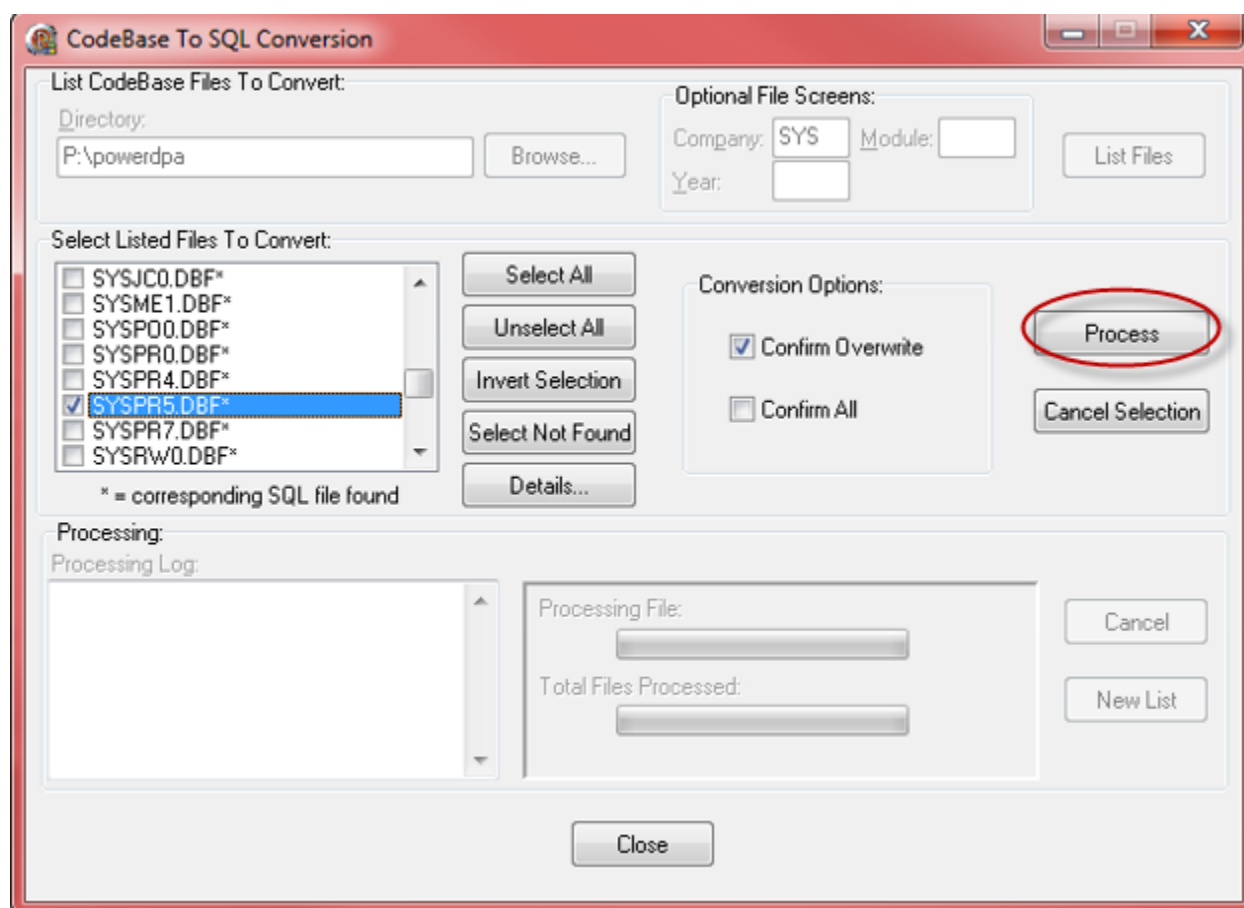 CodeBase To SQL Conversion
List CodeBase Files To Convert:
Directory:
P:\powerdpa
Browse...
Optional File Screens:
Company: SYS Module:
Year:
List Files
Select Listed Files To Convert:
SYSJC0.DBF*
SYSME1.DBF*
SYSPO0.DBF*
SYSPR0.DBF*
SYSPR4.DBF*
SYSPR5.DBF*
SYSPR7.DBF*
SYSRW0.DBF*
* = corresponding SQL file found
Select All
Unselect All
Invert Selection
Select Not Found
Details...
Conversion Options:
Confirm Overwrite
Confirm All
Process
Cancel Selection
Processing:
Processing Log:
Processing File:
Total Files Processed:
Cancel
New List
Close